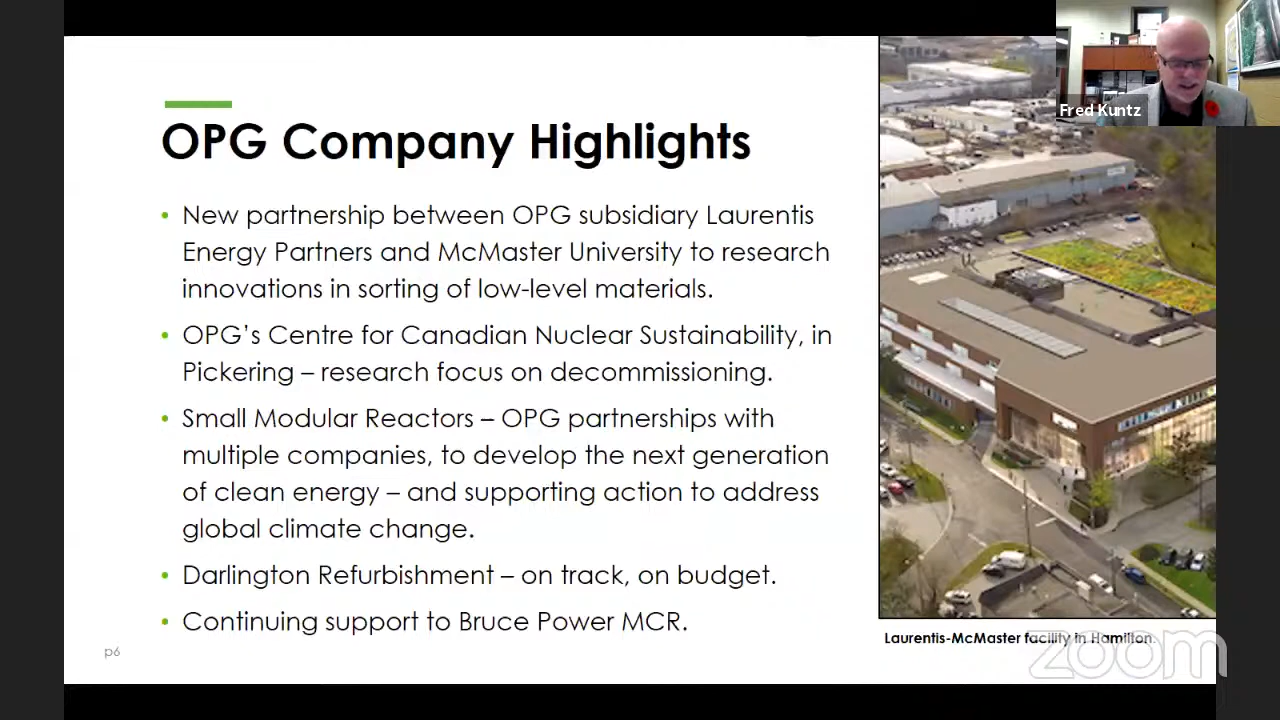 Fred Kuntz
OPG Company Highlights
• New partnership between OPG subsidiary Laurentis
Energy Partners and McMaster University to research
innovations in sorting of low-level materials.
• OPG’s Centre for Canadian Nuclear Sustainability, in
Pickering – research focus on decommissioning.
• Small Modular Reactors – OPG partnerships with
multiple companies, to develop the next generation
of clean energy – and supporting action to address
global climate change.
• Darlington Refurbishment – on track, on budget.
• Continuing support to Bruce Power MCR.
Laurentis-McMaster facility in Hamilton.
p6
zoom